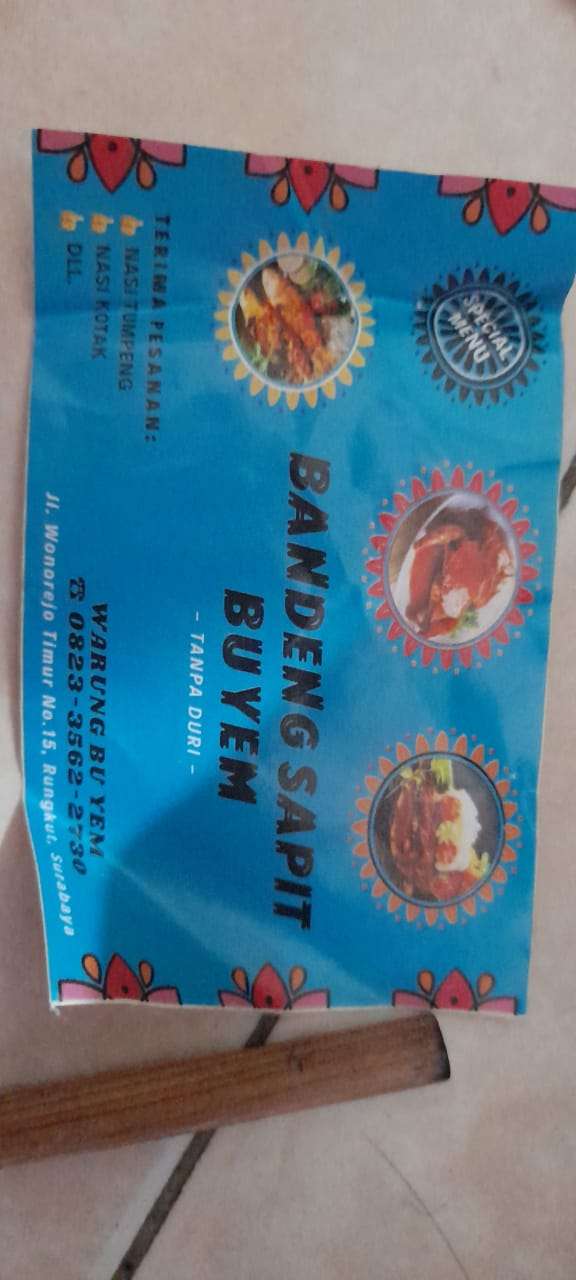 SPECIAL
MENU
BANDENG SAPIT
BU YEM
- TANPA DURI -
TERIMA PESANAN:
NASI TUMPENG
NASI KOTAK
DLL.
WARUNG BU YEM
☎ 0823-3562-2730
Jl. Wonorejo Timur No.15, Rungkut, Surabaya